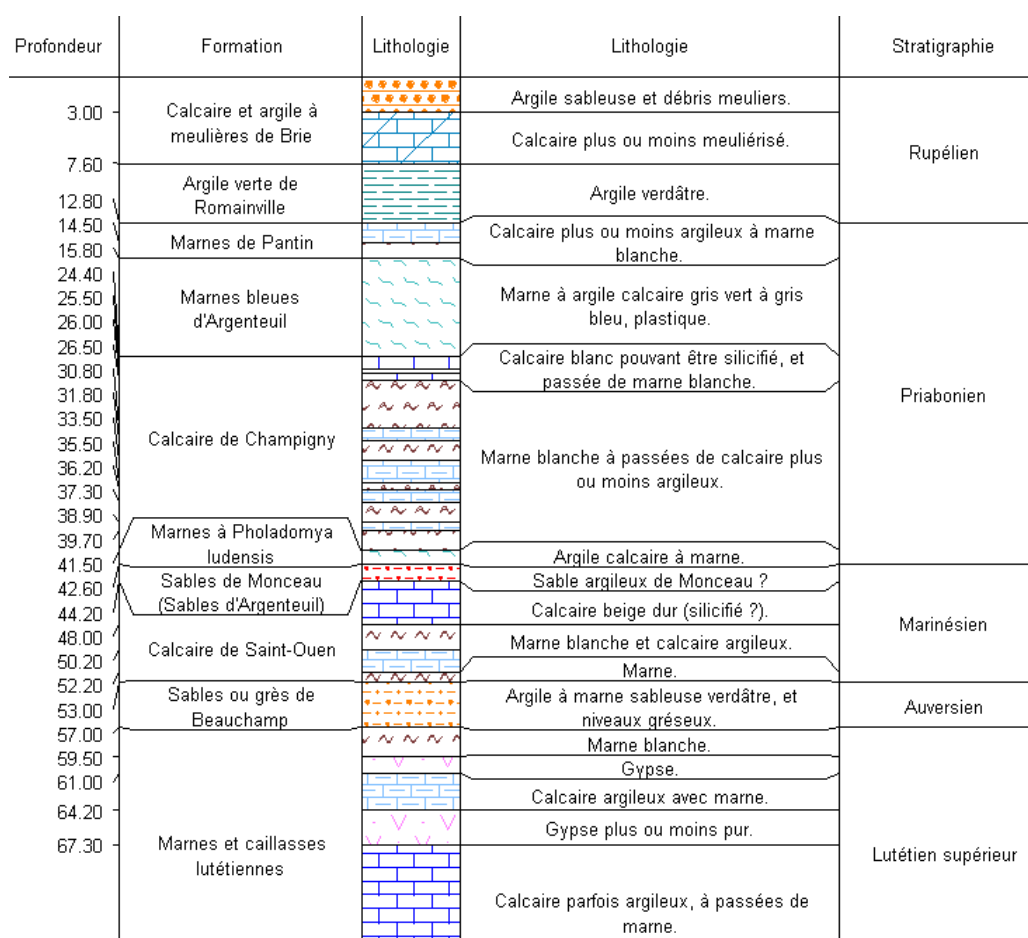 Profondeur
Formation
Lithologie
Lithologie
Stratigraphie
3.00
7.60
12.80
14.50
15.80
24.40
25.50
26.00
26.50
30.80
31.80
33.50
35.50
36.20
37.30
38.90
39.70
41.50
42.60
44.20
48.00
50.20
52.20
53.00
57.00
59.50
61.00
64.20
67.30
Calcaire et argile à
meulières de Brie
Argile verte de
Romainville
Marnes de Pantin
Marnes bleues
d'Argenteuil
Calcaire de Champigny
Marnes à Pholadomya
ludensis
Sables de Monceau
(Sables d'Argenteuil)
Calcaire de Saint-Ouen
Sables ou grès de
Beauchamp
Marnes et caillasses
lutétiennes
Argile sableuse et débris meuliers.
Calcaire plus ou moins meuliérisé.
Argile verdâtre.
Calcaire plus ou moins argileux à marne
blanche.
Marne à argile calcaire gris vert à gris
bleu, plastique.
Calcaire blanc pouvant être silicifié, et
passée de marne blanche.
Marne blanche à passées de calcaire plus
ou moins argileux.
Argile calcaire à marne.
Sable argileux de Monceau ?
Calcaire beige dur (silicifié ?).
Marne blanche et calcaire argileux.
Marne.
Argile à marne sableuse verdâtre, et
niveaux gréseux.
Marne blanche.
Gypse.
Calcaire argileux avec marne.
Gypse plus ou moins pur.
Calcaire parfois argileux, à passées de
marne.
Rupélien
Priabonien
Marinésien
Auversien
Lutétien supérieur